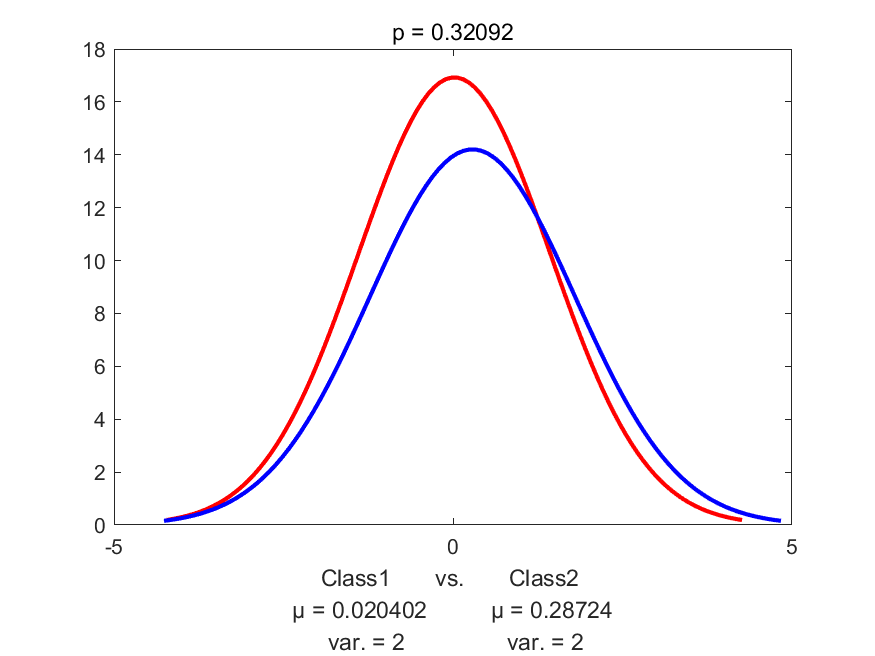 p = 0.32092
18
16
14
12
10
8
6
4
2
0
-5 0 5
Class1 vs. Class2
μ = 0.020402 μ = 0.28724
var. = 2 var. = 2